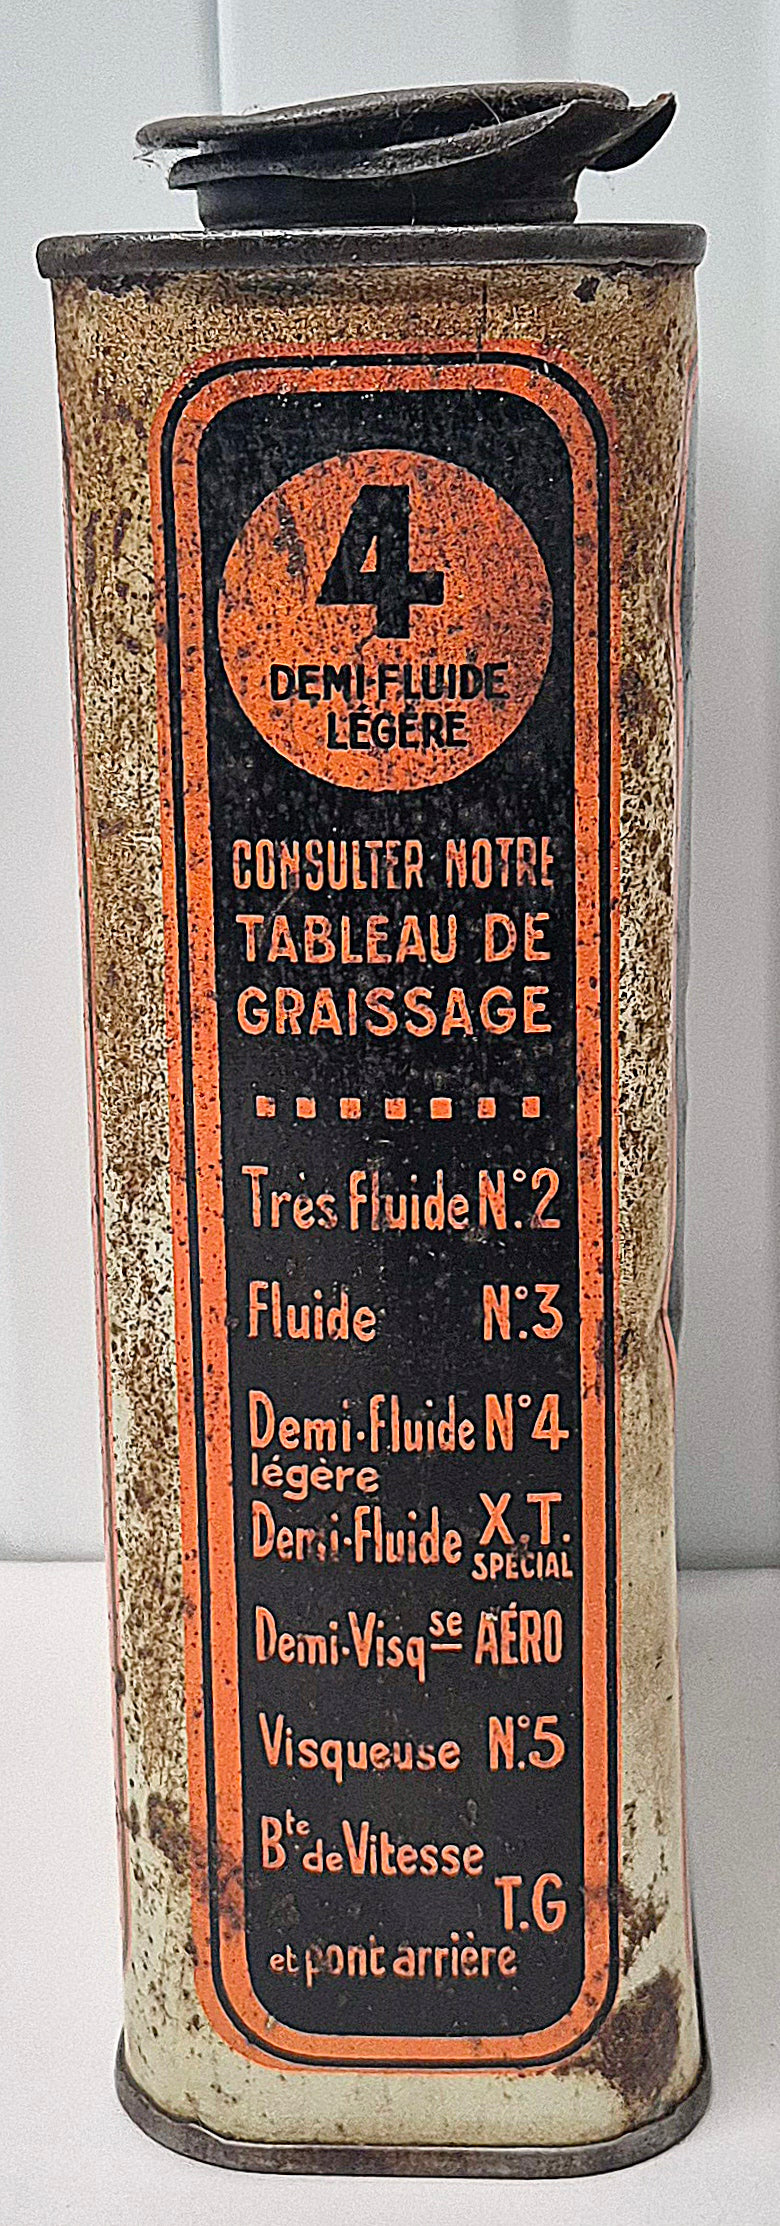 4
DEMI-FLUIDE
LÉGÈRE
CONSULTER NOTRE
TABLEAU DE
GRAISSAGE
Très Fluide N°.2
Fluide N°.3
Demi-Fluide N°4
légère
Demi-Fluide X.T.
SPÉCIAL
Demi-Visqse AÉRO
Visqueuse N°.5
Bte de Vitesse
T.G
et pont arrière